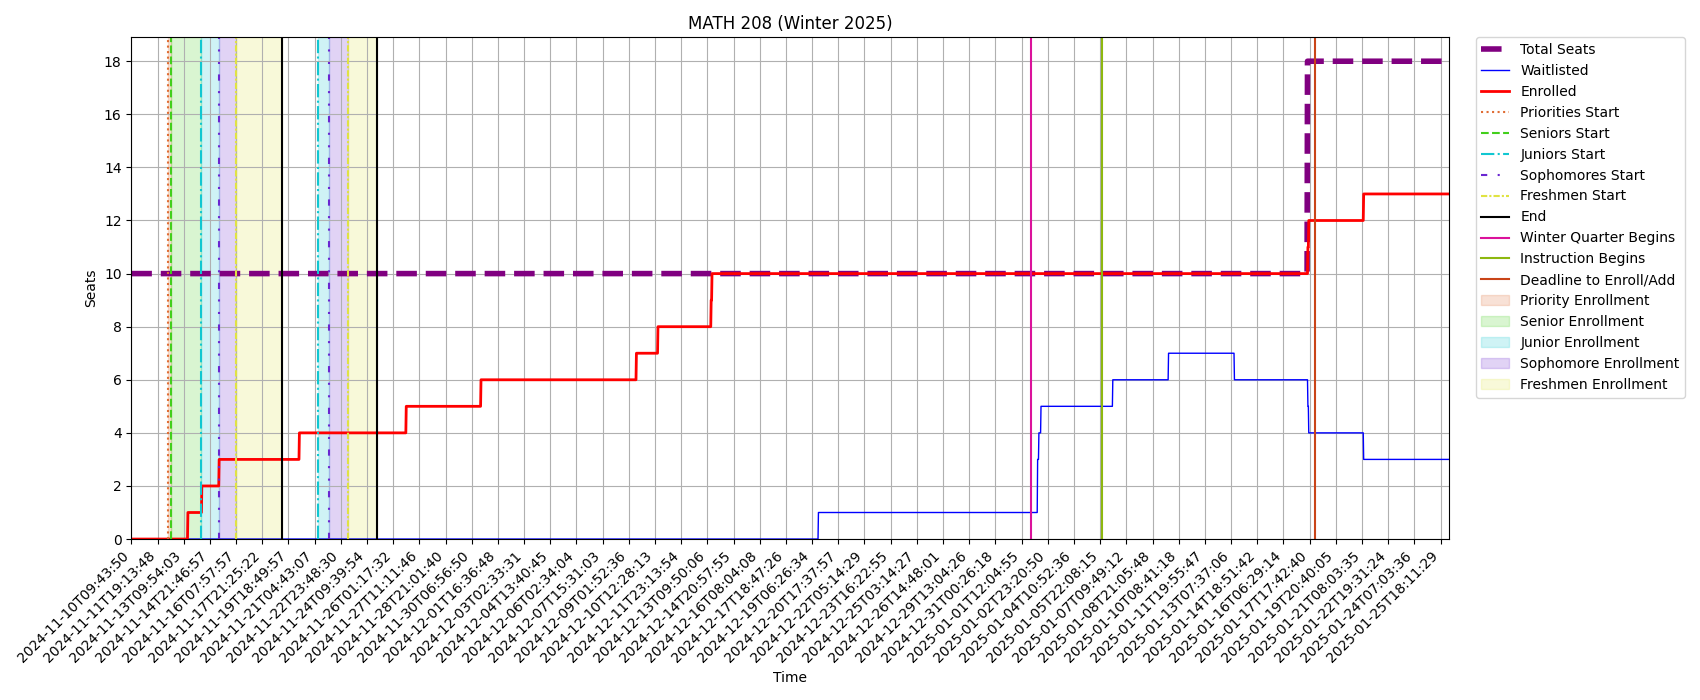 MATH 208 (Winter 2025)
Seats
18
16
14
12
10
8
6
4
2
0
2024-11-10T09:43:50
2024-11-11T19:13:48
2024-11-13T09:54:03
2024-11-14T21:46:57
2024-11-16T07:57:57
2024-11-17T21:25:22
2024-11-19T18:49:57
2024-11-21T04:43:07
2024-11-22T23:48:30
2024-11-24T09:39:54
2024-11-26T01:17:32
2024-11-27T11:11:46
2024-11-28T21:01:40
2024-11-30T06:56:50
2024-12-01T16:36:48
2024-12-03T02:33:31
2024-12-04T13:40:45
2024-12-06T02:34:04
2024-12-07T15:31:03
2024-12-09T01:52:36
2024-12-10T12:28:13
2024-12-11T23:13:54
2024-12-13T09:50:06
2024-12-14T20:57:55
2024-12-16T08:04:08
2024-12-17T18:47:26
2024-12-19T06:26:34
2024-12-20T17:37:57
2024-12-22T05:14:29
2024-12-23T16:22:55
2024-12-25T03:14:27
2024-12-26T14:48:01
2024-12-29T13:04:26
2024-12-31T00:26:18
2025-01-01T12:04:55
2025-01-02T23:20:50
2025-01-04T10:52:36
2025-01-05T22:08:15
2025-01-07T09:49:12
2025-01-08T21:05:48
2025-01-10T08:41:18
2025-01-11T19:55:47
2025-01-13T07:37:06
2025-01-14T18:51:42
2025-01-16T06:29:14
2025-01-17T17:42:40
2025-01-19T20:40:05
2025-01-21T08:03:35
2025-01-22T19:31:24
2025-01-24T07:03:36
2025-01-25T18:11:29
Time
Total Seats
Waitlisted
Enrolled
Priorities Start
Seniors Start
Juniors Start
Sophomores Start
Freshmen Start
End
Winter Quarter Begins
Instruction Begins
Deadline to Enroll/Add
Priority Enrollment
Senior Enrollment
Junior Enrollment
Sophomore Enrollment
Freshmen Enrollment